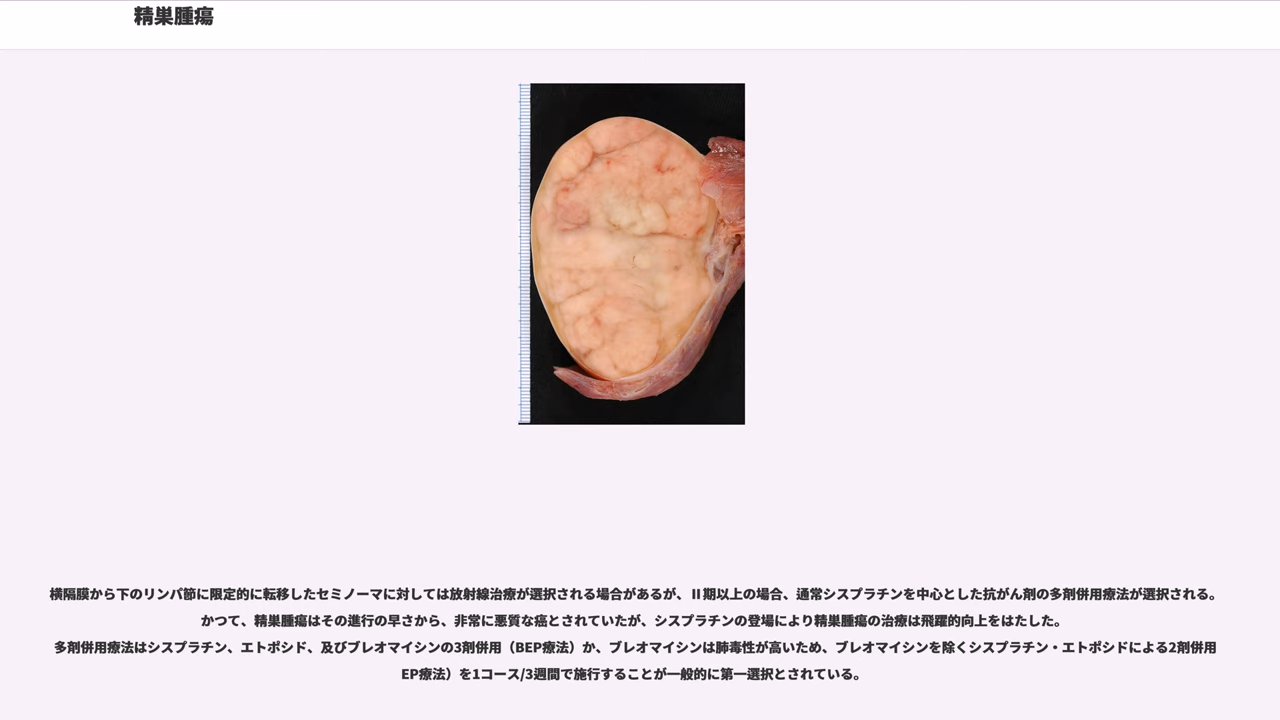 精巣腫瘍
横隔膜から下のリンパ節に限定的に転移したセミノーマに対しては放射線治療が選択される場合があるが、II期以上の場合、通常シスプラチンを中心とした抗がん剤の多剤併用療法が選択される。
かつて、精巣腫瘍はその進行の早さから、非常に悪質な癌とされていたが、シスプラチンの登場により精巣腫瘍の治療は飛躍的向上をはたした。
多剤併用療法はシスプラチン、エトポシド、及びブレオマイシンの3剤併用（BEP療法）か、ブレオマイシンは肺毒性が高いため、ブレオマイシンを除くシスプラチン・エトポシドによる2剤併用
EP療法）を1コース/3週間で施行することが一般的に第一選択とされている。